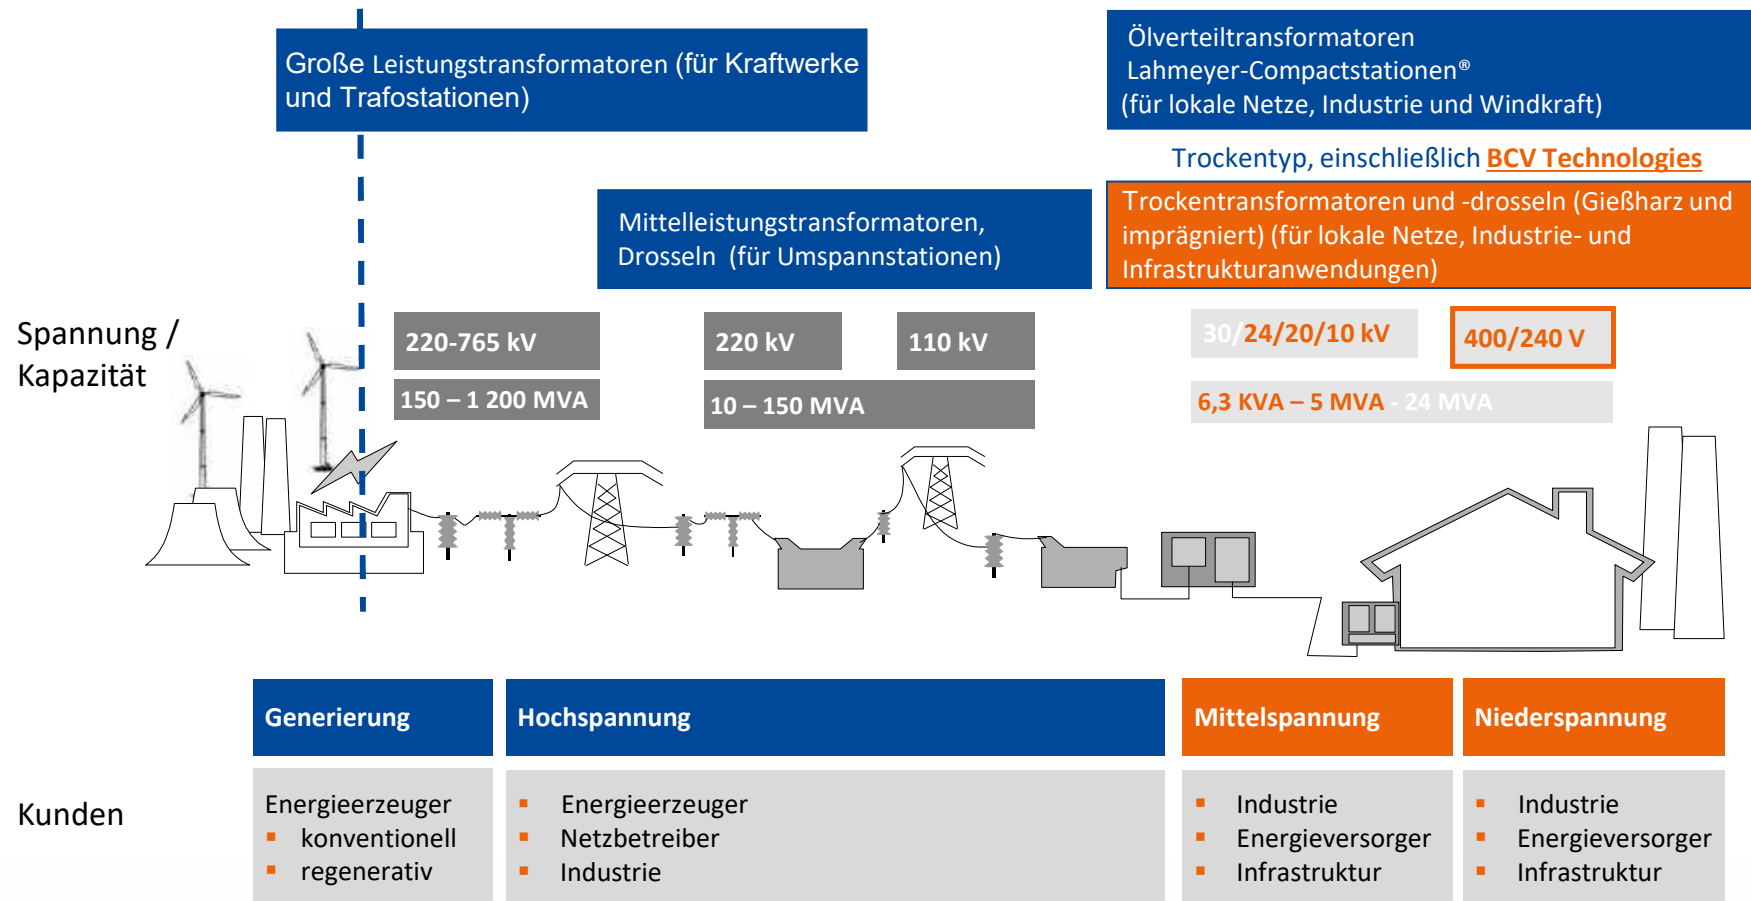 Große Leistungstransformatoren (für Kraftwerke
und Trafostationen)
Ölverteiltransformatoren
Lahmeyer-Compactstationen®
(für lokale Netze, Industrie und Windkraft)
Trockentyp, einschließlich BCV Technologies
Mittelleistungstransformatoren,
Drosseln (für Umspannstationen)
Trockentransformatoren und -drosseln (Gießharz und
imprägniert) (für lokale Netze, Industrie- und
Infrastrukturanwendungen)
Spannung /
Kapazität
220-765 kV
220 kV
110 kV
30/24/20/10 kV
400/240 V
150 – 1 200 MVA
10 – 150 MVA
6,3 KVA – 5 MVA - 24 MVA
Generierung
Hochspannung
Mittelspannung
Niederspannung
Kunden
Energieerzeuger
▪ konventionell
▪ regenerativ
▪ Energieerzeuger
▪ Netzbetreiber
▪ Industrie
▪ Industrie
▪ Energieversorger
▪ Infrastruktur
▪ Industrie
▪ Energieversorger
▪ Infrastruktur